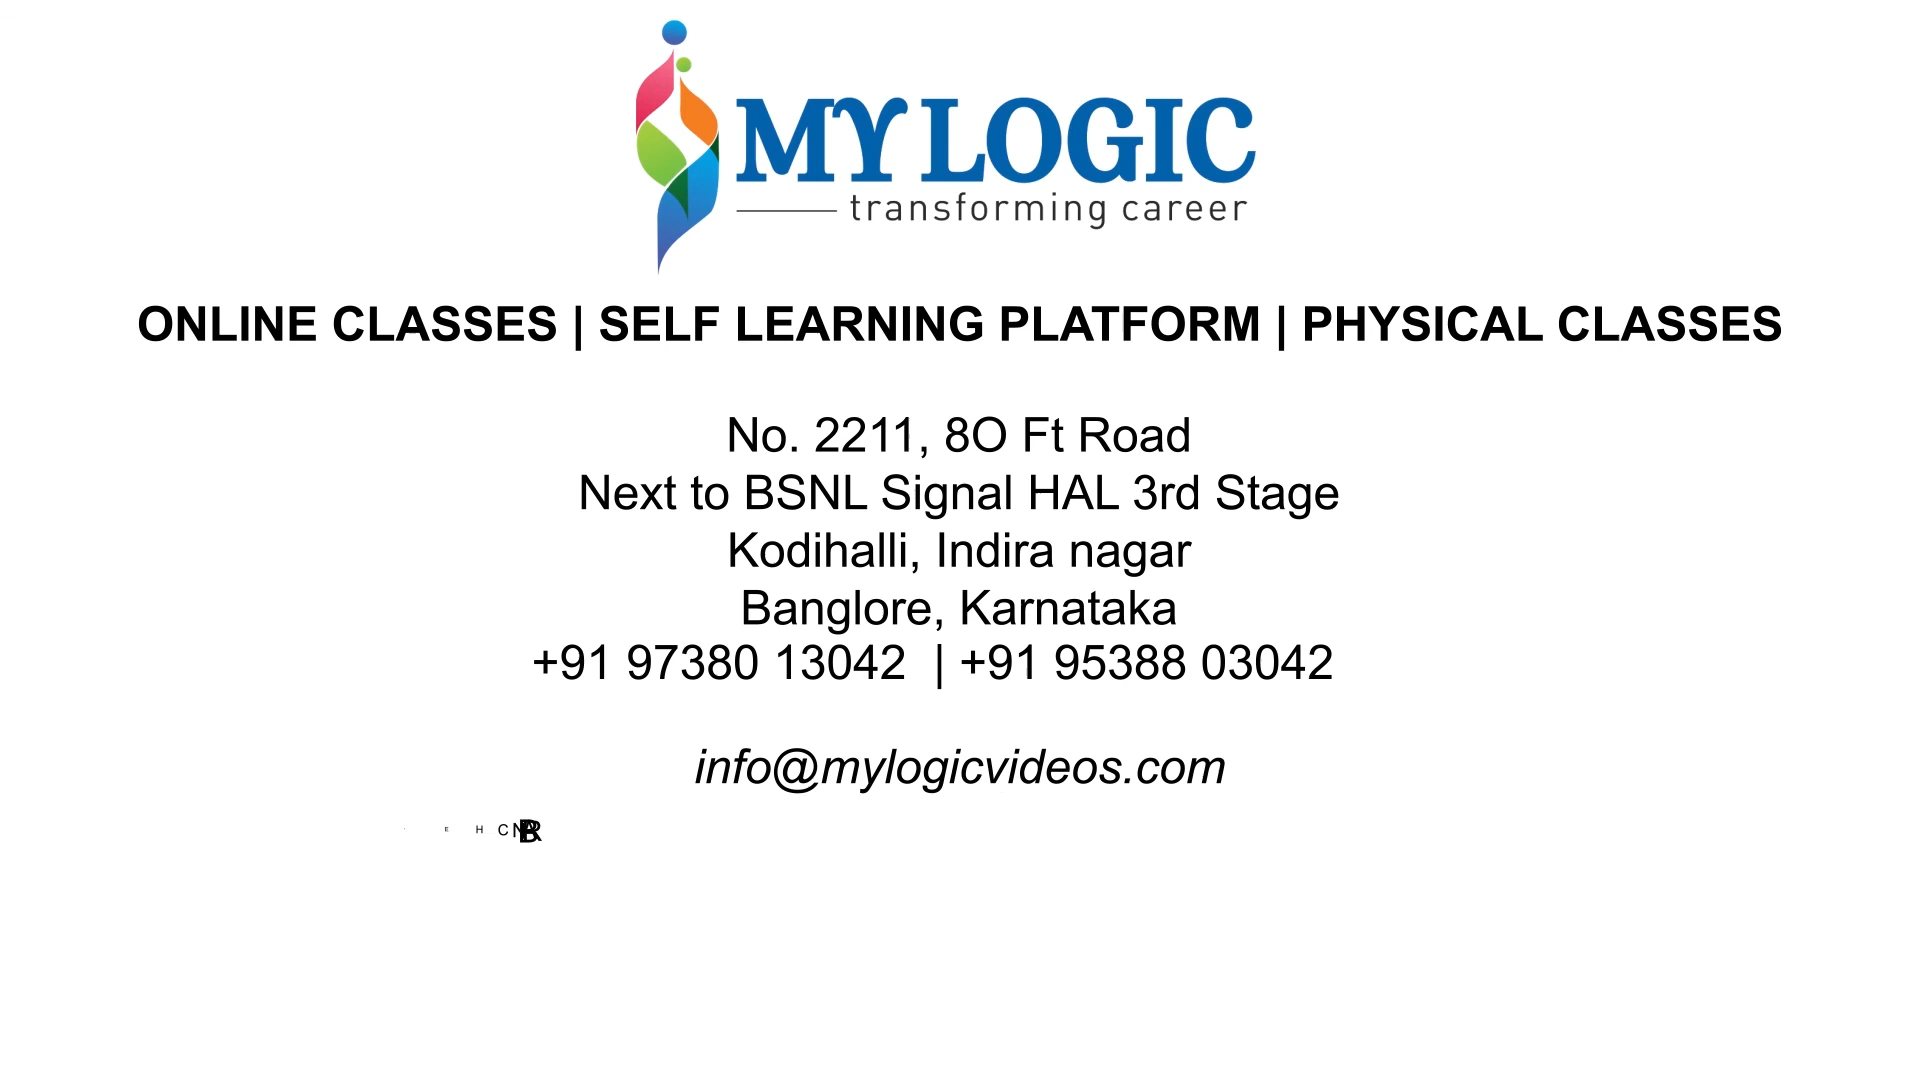 MY LOGIC
transforming career
ONLINE CLASSES | SELF LEARNING PLATFORM | PHYSICAL CLASSES
No. 2211, 8O Ft Road
Next to BSNL Signal HAL 3rd Stage
Kodihalli, Indira nagar
Banglore, Karnataka
+91 97380 13042 | +91 95388 03042
info@mylogicvideos.com